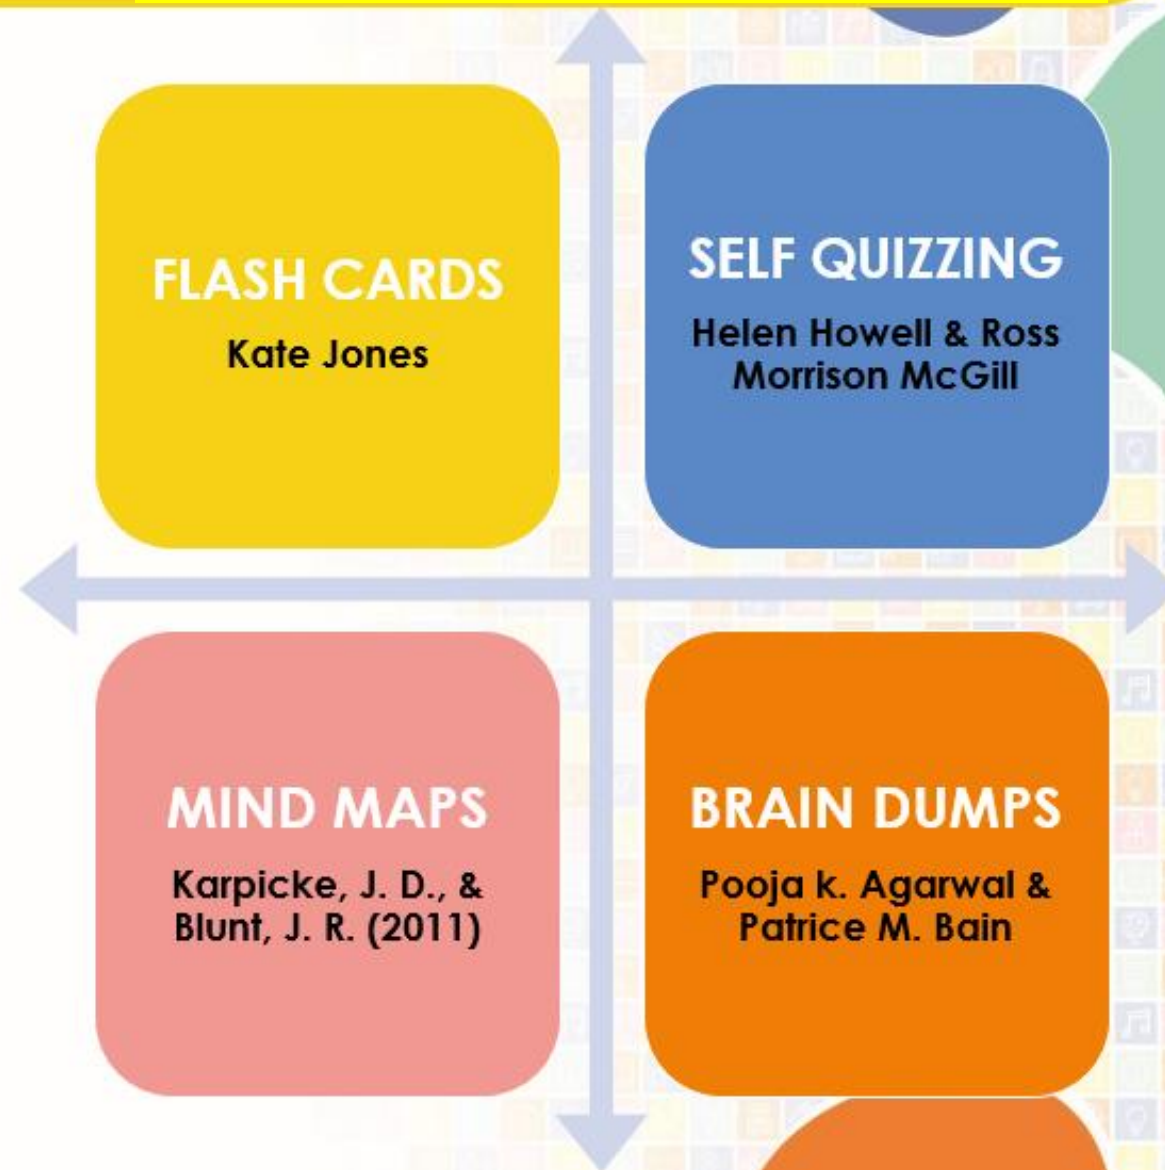 FLASH CARDS
Kate Jones
SELF QUIZZING
Helen Howell & Ross
Morrison McGill
MIND MAPS
Karpicke, J. D., &
Blunt, J. R. (2011)
BRAIN DUMPS
Pooja k. Agarwal &
Patrice M. Bain